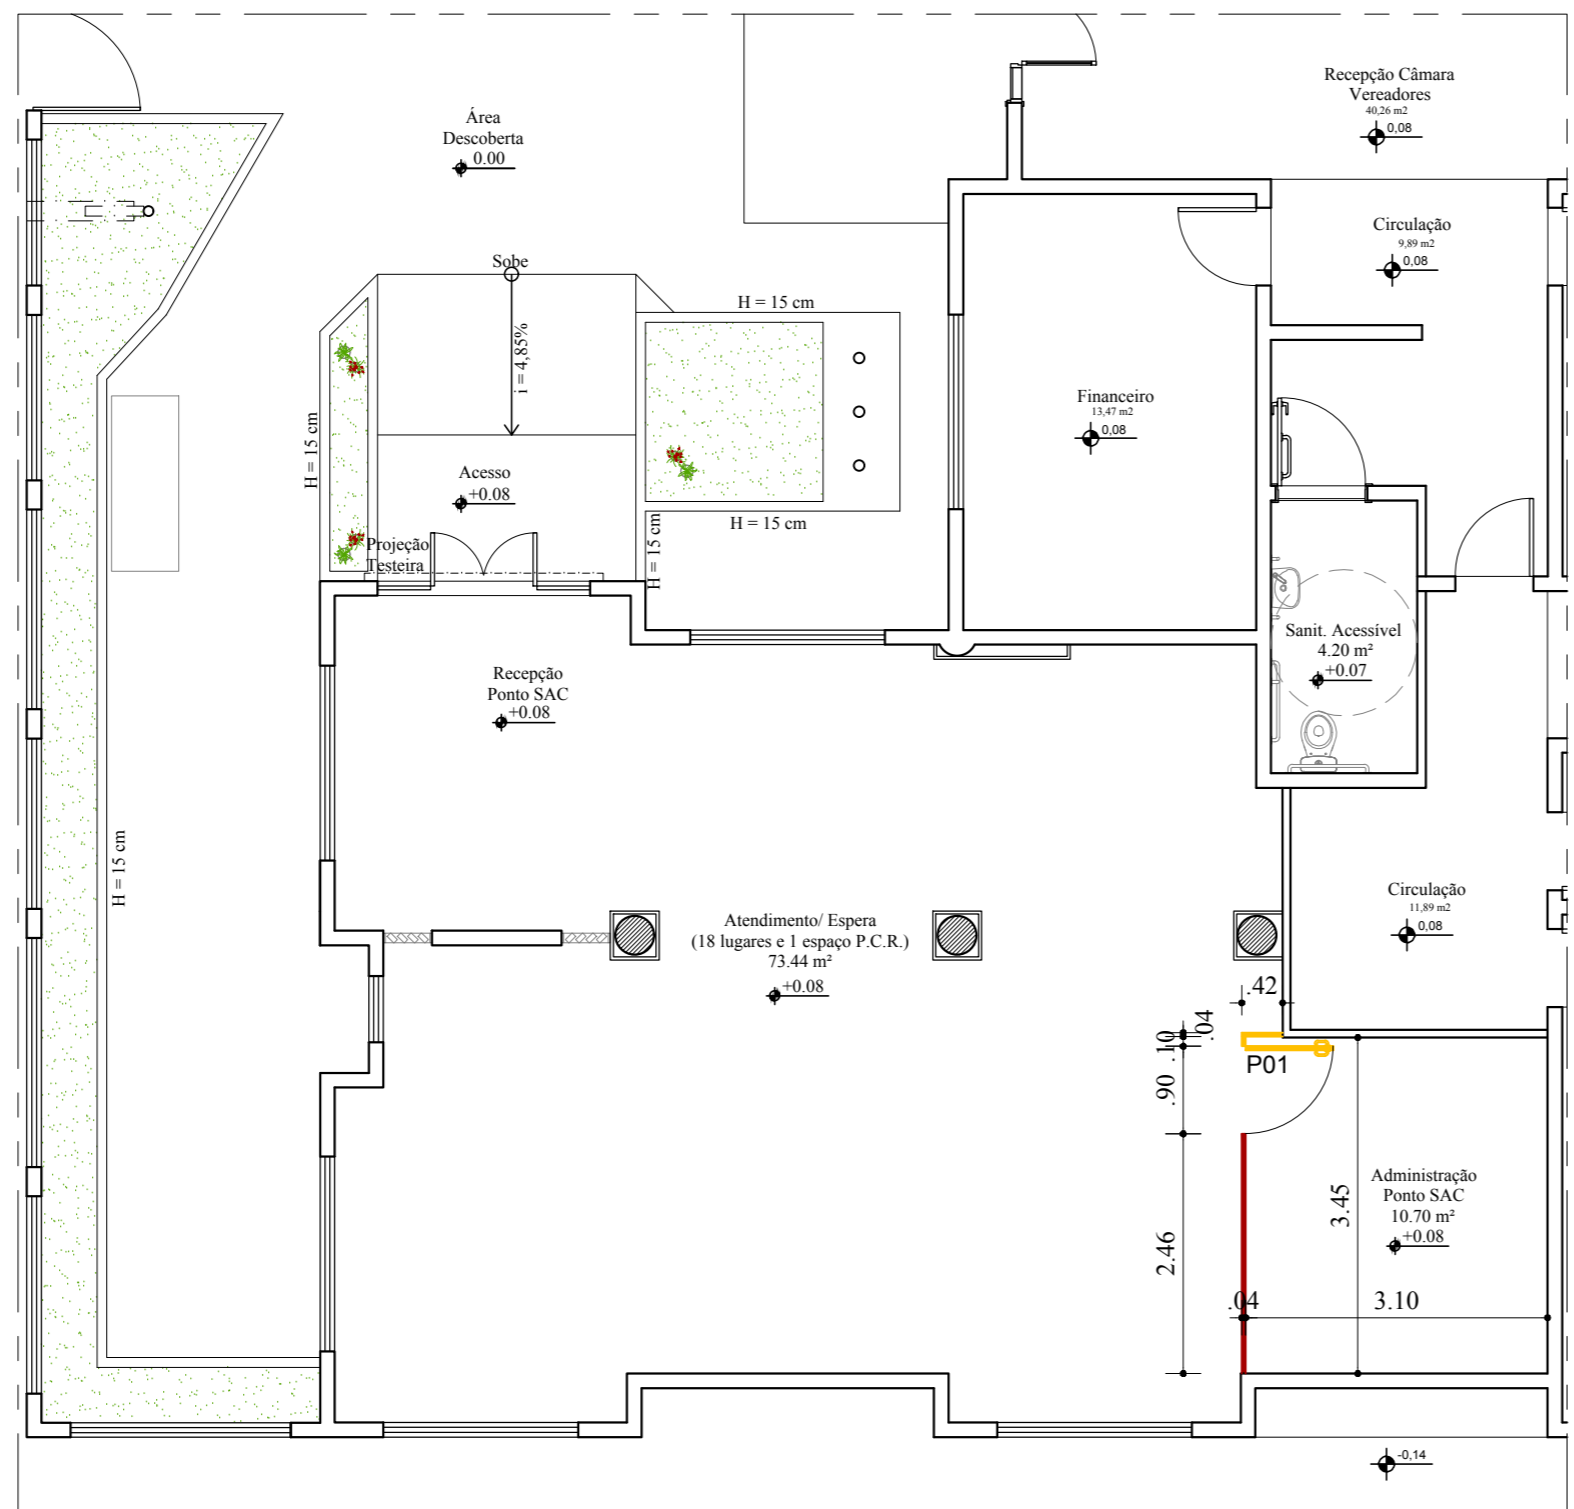 Recepção Câmara
Vereadores
40,26 m2
0,08
Área
Descoberta
0.00
Circulação
9,89 m2
0,08
Sobe
i = 4,85%
H = 15 cm
Financeiro
13,47 m2
0,08
H = 15 cm
Acesso
+0.08
H = 15 cm
H = 15 cm
Projeção
Testeira
Sanit. Acessível
4.20 m²
+0.07
Recepção
Ponto SAC
+0.08
H = 15 cm
Circulação
11,89 m2
0,08
Atendimento/ Espera
(18 lugares e 1 espaço P.C.R.)
73.44 m²
+0.08
.42
.04
.10
.90
P01
Administração
Ponto SAC
10.70 m²
+0.08
3.45
2.46
.04
3.10
-0,14